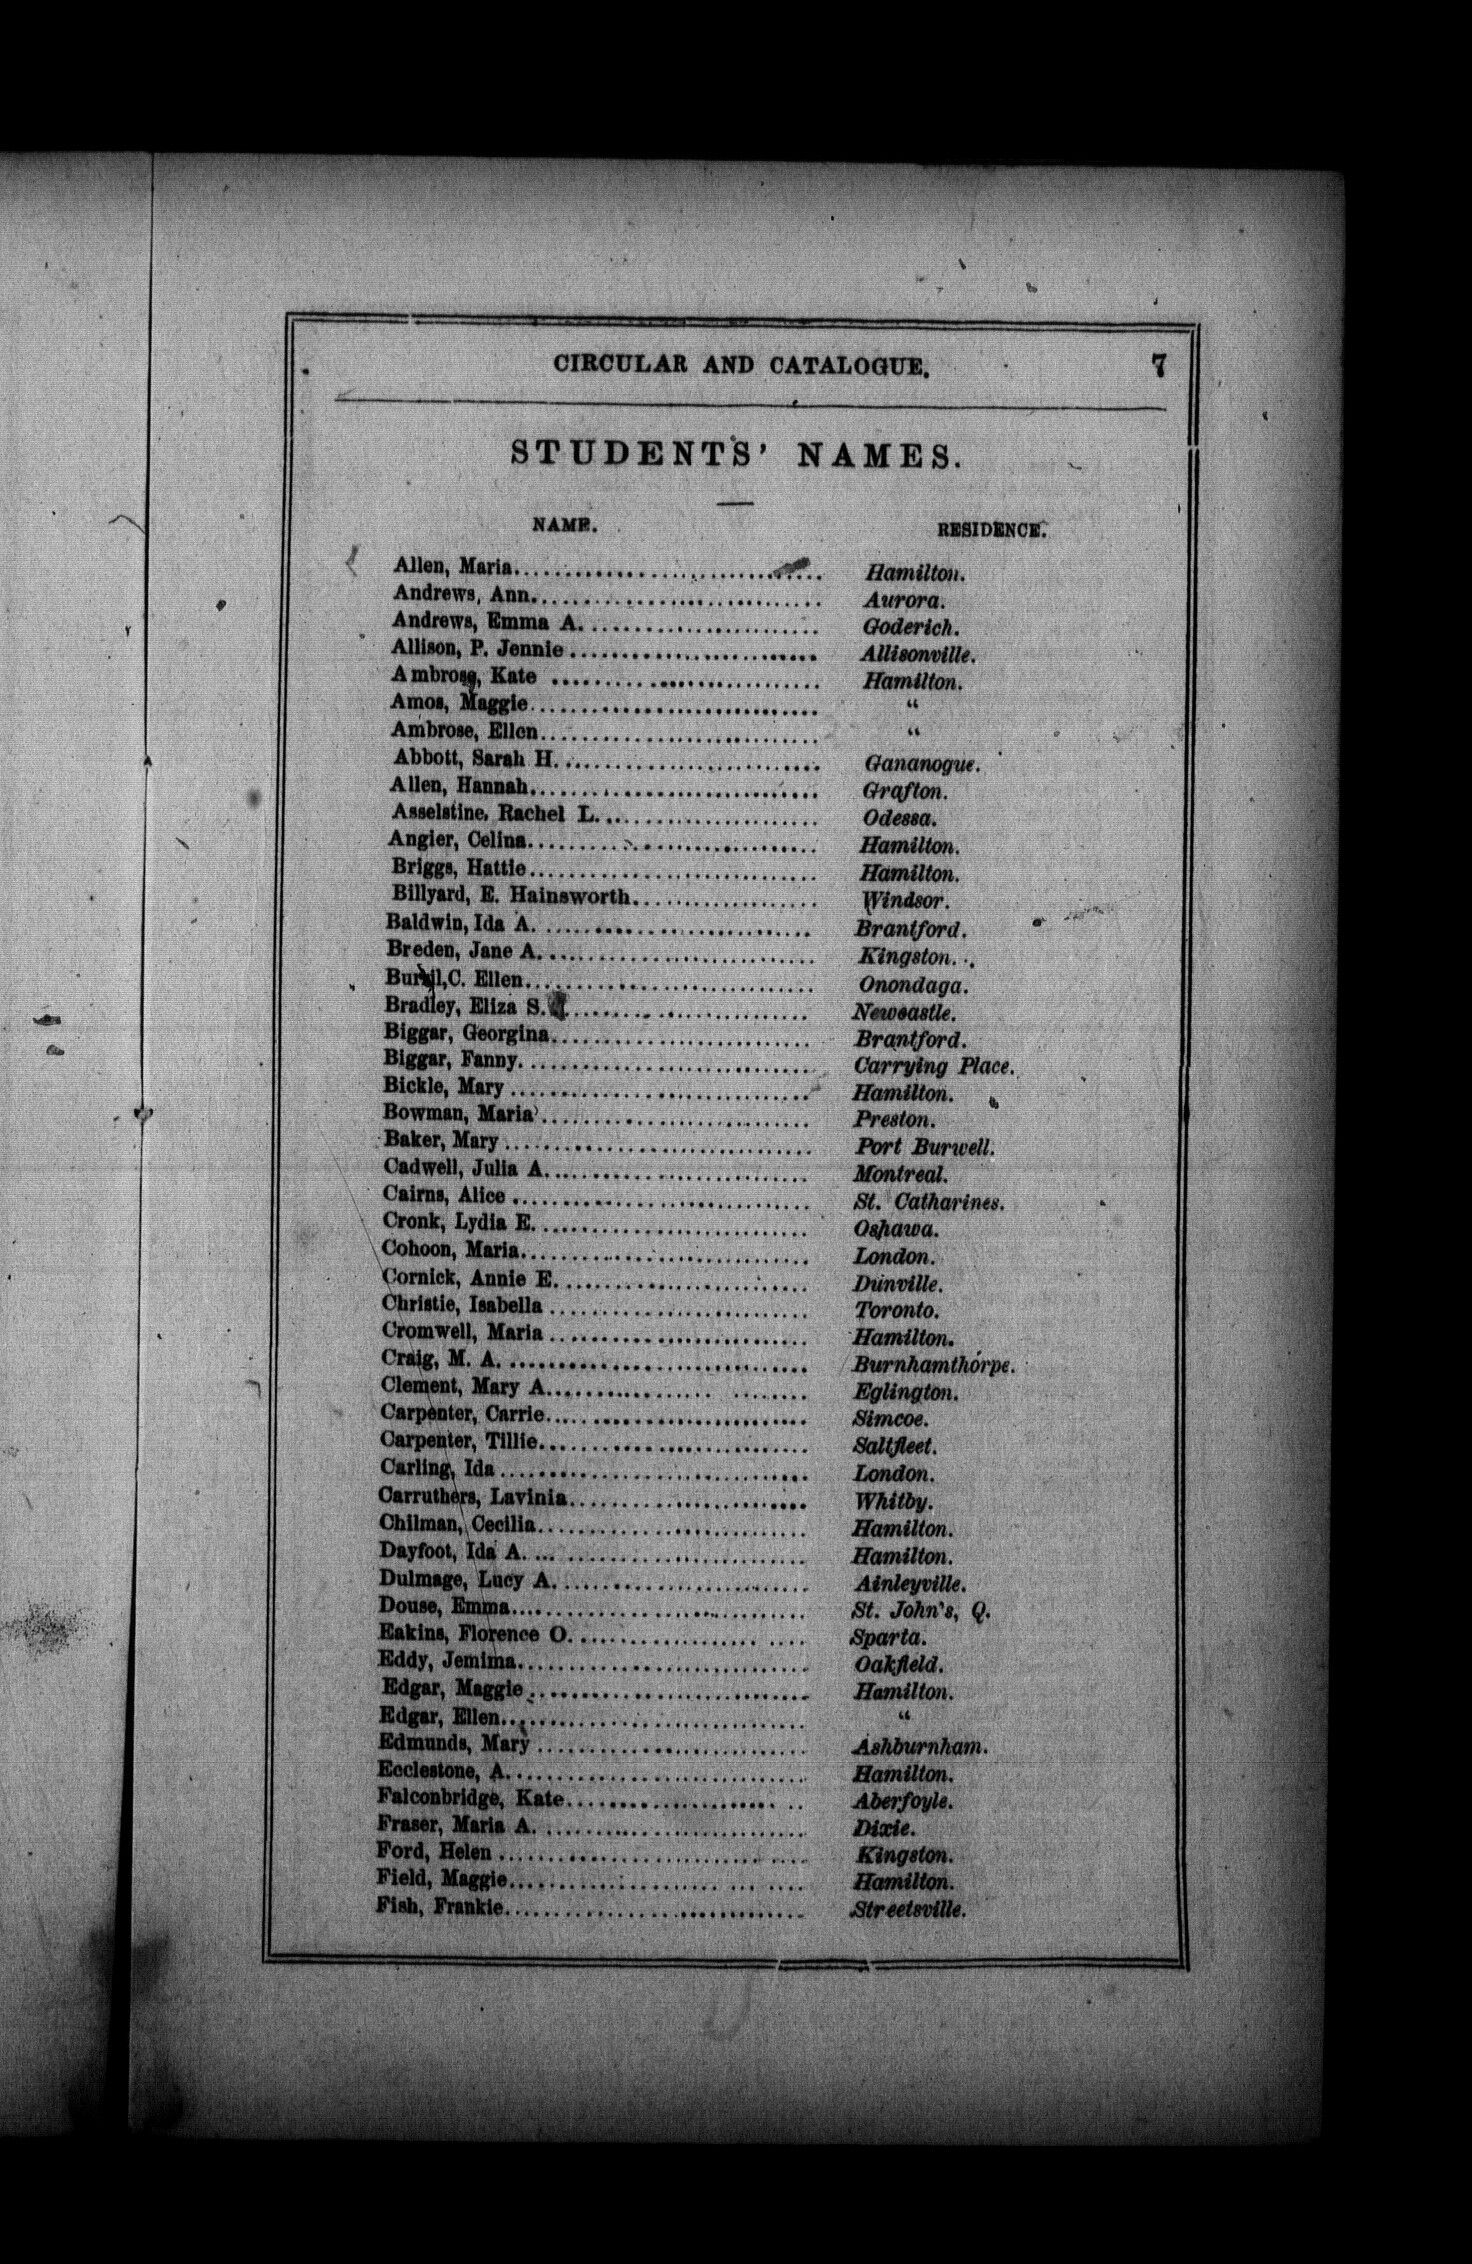 CIRCULAR AND CATALOGUE. 7
STUDENTS' NAMES.
NAME. RESIDENCE.
Allen, Maria.............................. Hamilton.
Andrews, Ann............................ Aurora.
Andrews, Emma A........................ Goderich.
Allison, P. Jennie........................ Allisonville.
Ambrose, Kate .......................... Hamilton.
Amos, Maggie............................ “
Ambrose, Ellen........................... “
Abbott, Sarah H.......................... Gananogue.
Allen, Hannah............................ Grafton.
Asselstine, Rachel L...................... Odessa.
Angier, Celina............................ Hamilton.
Briggs, Hattie............................ Hamilton.
Billyard, E. Hainsworth.................. Windsor.
Baldwin, Ida A........................... Brantford.
Breden, Jane A........................... Kingston.
C. Ellen............................ Onondaga.
Bradley, Eliza S. ........................ Newcastle.
Biggar, Georgina......................... Brantford.
Biggar, Fanny............................ Carrying Place.
Bickle, Mary ............................ Hamilton.
Bowman, Maria .......................... Preston.
Baker, Mary ............................. Port Burwell.
Cadwell, Julia A.......................... Montreal.
Cairns, Alice ............................ St. Catharines.
Cronk, Lydia E........................... Oshawa.
Cohoon, Maria........................... London.
Cornick, Annie E......................... Dunville.
Christie, Isabella ........................ Toronto.
Cromwell, Maria ........................ Hamilton.
Craig, M. A. ............................. Burnhamthorpe.
Clement, Mary A................ ........ Eglington.
Carpenter, Carrie......................... Simcoe.
Carpenter, Tillie.......................... Saltfleet.
Carling, Ida .............................. London.
Carruthers, Lavinia....................... Whitby.
Chilman, Cecilia.......................... Hamilton.
Dayfoot, Ida A. ... ....................... Hamilton.
Dulmage, Lucy A......................... Ainleyville.
Douse, Emma............................ St. John's, Q.
Eakins, Florence O. .................. .... Sparta.
Eddy, Jemima............................ Oakfield.
Edgar, Maggie ........................... Hamilton.
Edgar, Ellen.............................. “
Edmunds, Mary .......................... Ashburnham.
Ecclestone, A............................. Hamilton.
Falconbridge, Kate..................... .. Aberfoyle.
Fraser, Maria A........................... Dixie.
Ford, Helen ........................... .... Kingston.
Field, Maggie.................... ... .... Hamilton.
Fish, Frankie............................. Streetsville.